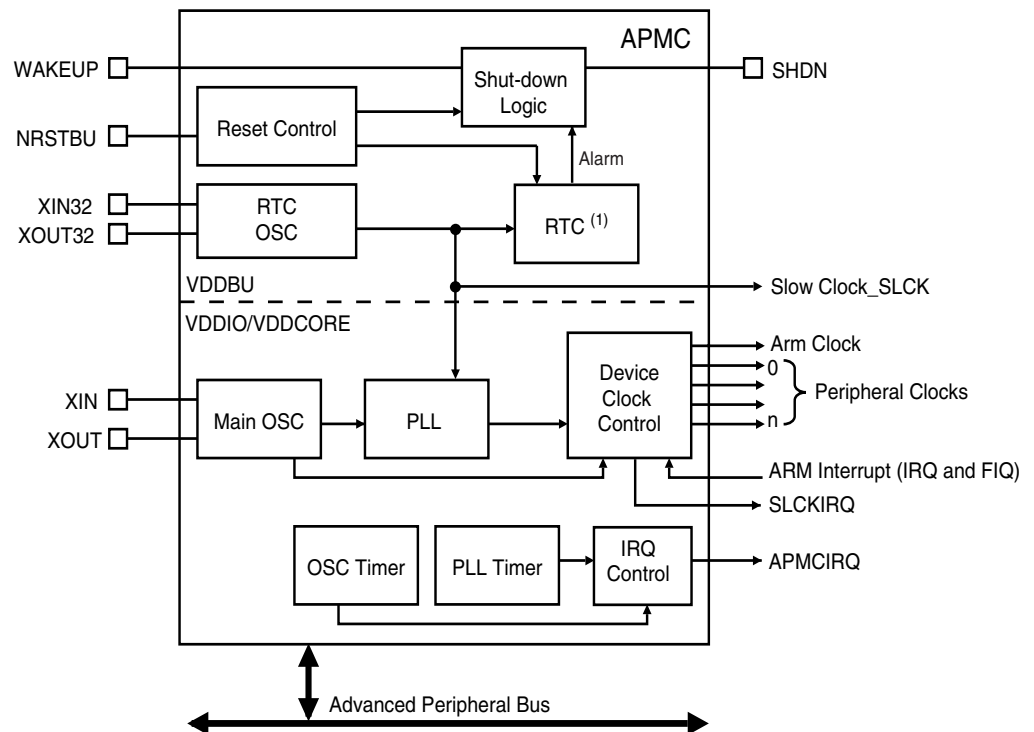 APMC
WAKEUP
Shut-down
Logic
SHDN
NRSTBU
Reset Control
Alarm
XIN32
XOUT32
RTC
OSC
RTC (1)
VDDBU
Slow Clock_SLCK
VDDIO/VDDCORE
Arm Clock
0
Peripheral Clocks
n
XIN
XOUT
Main OSC
PLL
Device
Clock
Control
ARM Interrupt (IRQ and FIQ)
SLCKIRQ
OSC Timer
PLL Timer
IRQ
Control
APMCIRQ
Advanced Peripheral Bus